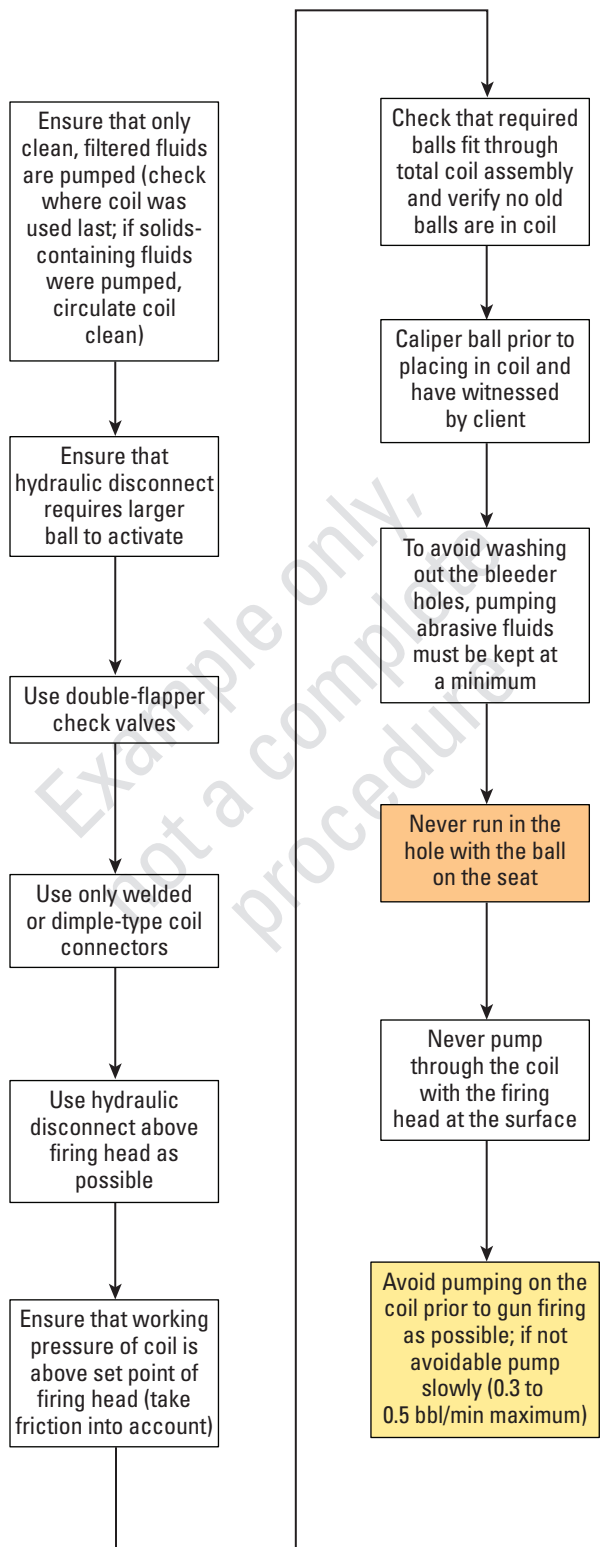 Ensure that only
clean, filtered fluids
are pumped (check
where coil was
used last; if solids-
containing fluids
were pumped,
circulate coil
clean)
Ensure that
hydraulic disconnect
requires larger
ball to activate
Use double-flapper
check valves
Use only welded
or dimple-type coil
connectors
Use hydraulic
disconnect above
firing head as
possible
Ensure that working
pressure of coil is
above set point of
firing head (take
friction into account)
Check that required
balls fit through
total coil assembly
and verify no old
balls are in coil
Caliper ball prior to
placing in coil and
have witnessed
by client
To avoid washing
out the bleeder
holes, pumping
abrasive fluids
must be kept at
a minimum
Never run in the
hole with the ball
on the seat
Never pump
through the coil
with the firing
head at the surface
Avoid pumping on the
coil prior to gun firing
as possible; if not
avoidable pump
slowly (0.3 to
0.5 bbl/min maximum)
Example only,
not a complete
procedure